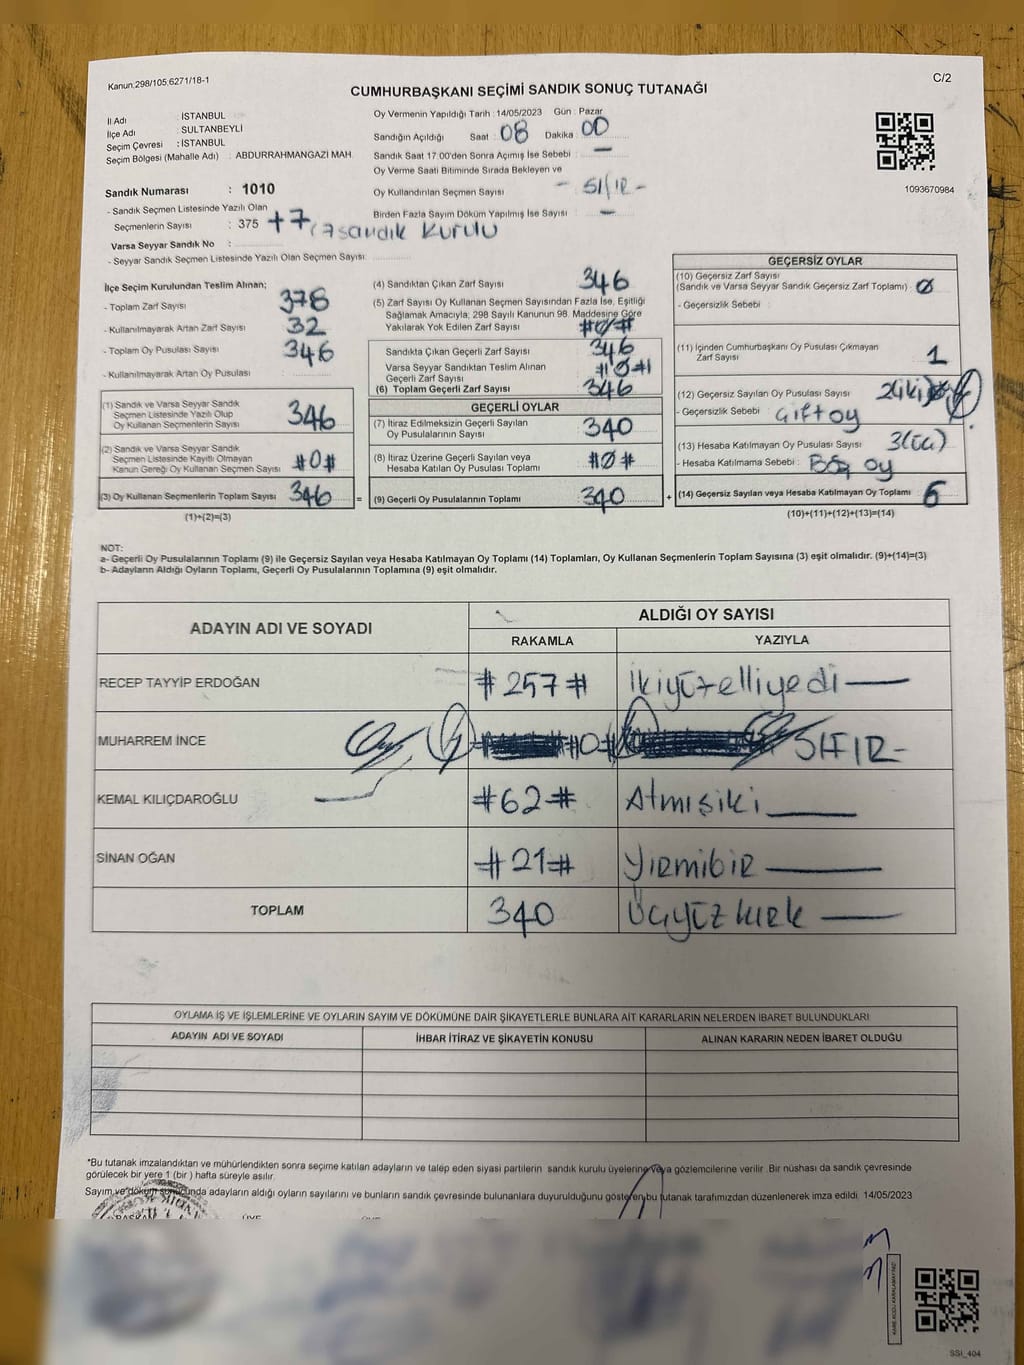 Kanun.298/105,6271/18-1
C/2
CUMHURBAŞKANI SEÇİMİ SANDIK SONUÇ TUTANAĞI
İl Adı : İSTANBUL
İlçe Adı : SULTANBEYLİ
Seçim Çevresi : İSTANBUL
Seçim Bölgesi (Mahalle Adı) : ABDURRAHMANGAZİ MAH.
Sandık Numarası : 1010
- Sandık Seçmen Listesinde Yazılı Olan
Seçmenlerin Sayısı : 375 +7 (7 sandık Kurulu
Varsa Seyyar Sandık No :
- Seyyar Sandık Seçmen Listesinde Yazılı Olan Seçmen Sayısı:
Oy Vermenin Yapıldığı Tarih : 14/05/2023 Gün : Pazar
Sandığın Açıldığı Saat : 08 Dakika : 00
Sandık Saat 17.00'den Sonra Açımış İse Sebebi : —
Oy Verme Saati Bitiminde Sırada Bekleyen ve
Oy Kullandırılan Seçmen Sayısı - SIFIR -
Birden Fazla Sayım Döküm Yapılmış İse Sayısı : —
1093670984
İlçe Seçim Kurulundan Teslim Alınan;
- Toplam Zarf Sayısı 378
- Kullanılmayarak Artan Zarf Sayısı 32
- Toplam Oy Pusulası Sayısı 346
- Kullanılmayarak Artan Oy Pusulası
(1) Sandık ve Varsa Seyyar Sandık
Seçmen Listesinde Yazılı Olup
Oy Kullanan Seçmenlerin Sayısı 346
(2) Sandık ve Varsa Seyyar Sandık
Seçmen Listesinde Kayıtlı Olmayan
Kanun Gereği Oy Kullanan Seçmen Sayısı #0#
(3) Oy Kullanan Seçmenlerin Toplam Sayısı 346 =
(1)+(2)=(3)
(4) Sandıktan Çıkan Zarf Sayısı 346
(5) Zarf Sayısı Oy Kullanan Seçmen Sayısından Fazla İse, Eşitliği
Sağlamak Amacıyla; 298 Sayılı Kanunun 98. Maddesine Göre
Yakılarak Yok Edilen Zarf Sayısı #0#
Sandıkta Çıkan Geçerli Zarf Sayısı 346
Varsa Seyyar Sandıktan Teslim Alınan
Geçerli Zarf Sayısı #0#
(6) Toplam Geçerli Zarf Sayısı 346
GEÇERLİ OYLAR
(7) İtiraz Edilmeksizin Geçerli Sayılan
Oy Pusulalarının Sayısı 340
(8) İtiraz Üzerine Geçerli Sayılan veya
Hesaba Katılan Oy Pusulası Toplamı #0#
(9) Geçerli Oy Pusulalarının Toplamı 340 +
GEÇERSİZ OYLAR
(10) Geçersiz Zarf Sayısı
(Sandık ve Varsa Seyyar Sandık Geçersiz Zarf Toplamı) : 0
- Geçersizlik Sebebi :
(11) İçinden Cumhurbaşkanı Oy Pusulası Çıkmayan
Zarf Sayısı 1
(12) Geçersiz Sayılan Oy Pusulası Sayısı 2(iki)
- Geçersizlik Sebebi : Çift oy
(13) Hesaba Katılmayan Oy Pusulası Sayısı 3(üç)
- Hesaba Katılmama Sebebi : Boş oy
(14) Geçersiz Sayılan veya Hesaba Katılmayan Oy Toplamı 6
(10)+(11)+(12)+(13)=(14)
NOT:
a- Geçerli Oy Pusulalarının Toplamı (9) ile Geçersiz Sayılan veya Hesaba Katılmayan Oy Toplamı (14) Toplamları, Oy Kullanan Seçmenlerin Toplam Sayısına (3) eşit olmalıdır. (9)+(14)=(3)
b- Adayların Aldığı Oyların Toplamı, Geçerli Oy Pusulalarının Toplamına (9) eşit olmalıdır.
ADAYIN ADI VE SOYADI
ALDIĞI OY SAYISI
RAKAMLA YAZIYLA
RECEP TAYYİP ERDOĞAN #257# İkiyüzelliyedi
MUHARREM İNCE #0# SIFIR-
KEMAL KILIÇDAROĞLU #62# Atmışiki
SİNAN OĞAN #21# Yirmibir
TOPLAM 340 Üçyüzkırk
OYLAMA İŞ VE İŞLEMLERİNE VE OYLARIN SAYIM VE DÖKÜMÜNE DAİR ŞİKAYETLERLE BUNLARA AİT KARARLARIN NELERDEN İBARET BULUNDUKLARI
ADAYIN ADI VE SOYADI İHBAR İTİRAZ VE ŞİKAYETİN KONUSU ALINAN KARARIN NEDEN İBARET OLDUĞU
*Bu tutanak imzalandıktan ve mühürlendikten sonra seçime katılan adayların ve talep eden siyasi partilerin sandık kurulu üyelerine veya gözlemcilerine verilir. Bir nüshası da sandık çevresinde
görülecek bir yere 1 (bir) hafta süreyle asılır.
Sayım ve döküm sonucunda adayların aldığı oyların sayılarını ve bunların sandık çevresinde bulunanlara duyurulduğunu gösteren bu tutanak tarafımızdan düzenlenerek imza edildi. 14/05/2023
BAŞKAN ÜYE ÜYE
SSI_404